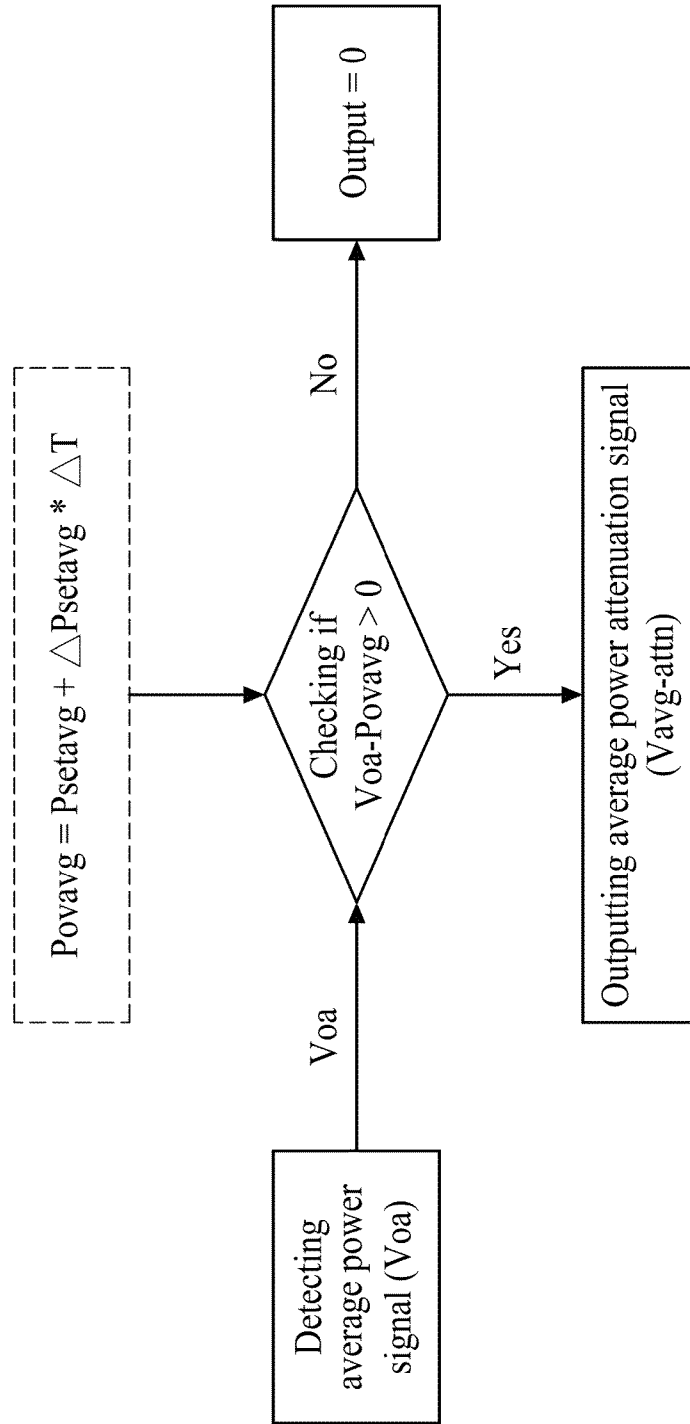 Povavg = Psetavg + △Psetavg * △T
Detecting
average power
signal (Voa)
Voa
Checking if
Voa-Povavg > 0
No
Output = 0
Yes
Outputting average power attenuation signal
(Vavg-attn)